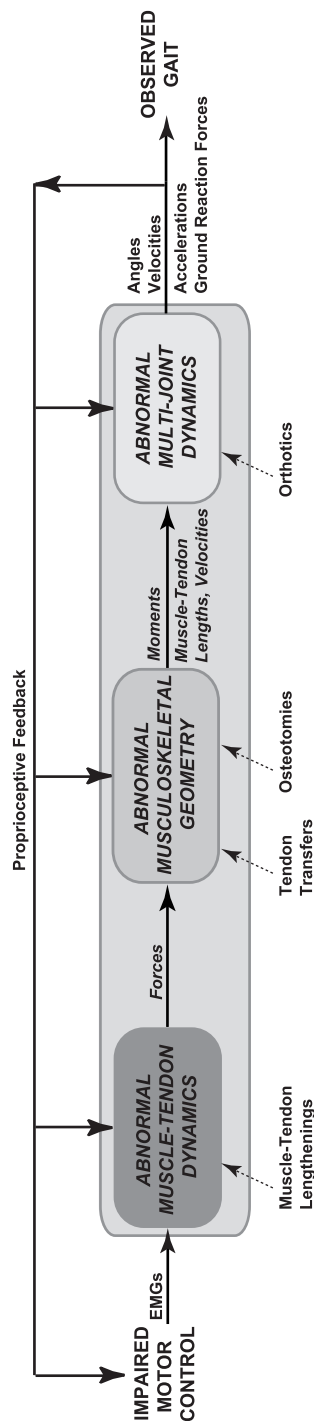 Proprioceptive Feedback
IMPAIRED
MOTOR
CONTROL
EMGs
ABNORMAL
MUSCLE-TENDON
DYNAMICS
Forces
ABNORMAL
MUSCULOSKELETAL
GEOMETRY
Moments
Muscle-Tendon
Lengths, Velocities
ABNORMAL
MULTI-JOINT
DYNAMICS
Angles
Velocities
Accelerations
Ground Reaction Forces
OBSERVED
GAIT
Muscle-Tendon
Lengthenings
Tendon
Transfers
Osteotomies
Orthotics